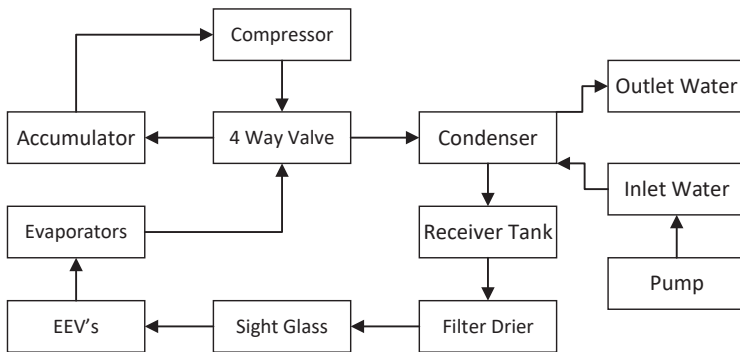 Compressor
Outlet Water
Accumulator
4 Way Valve
Condenser
Inlet Water
Evaporators
Receiver Tank
Pump
EEV’s
Sight Glass
Filter Drier